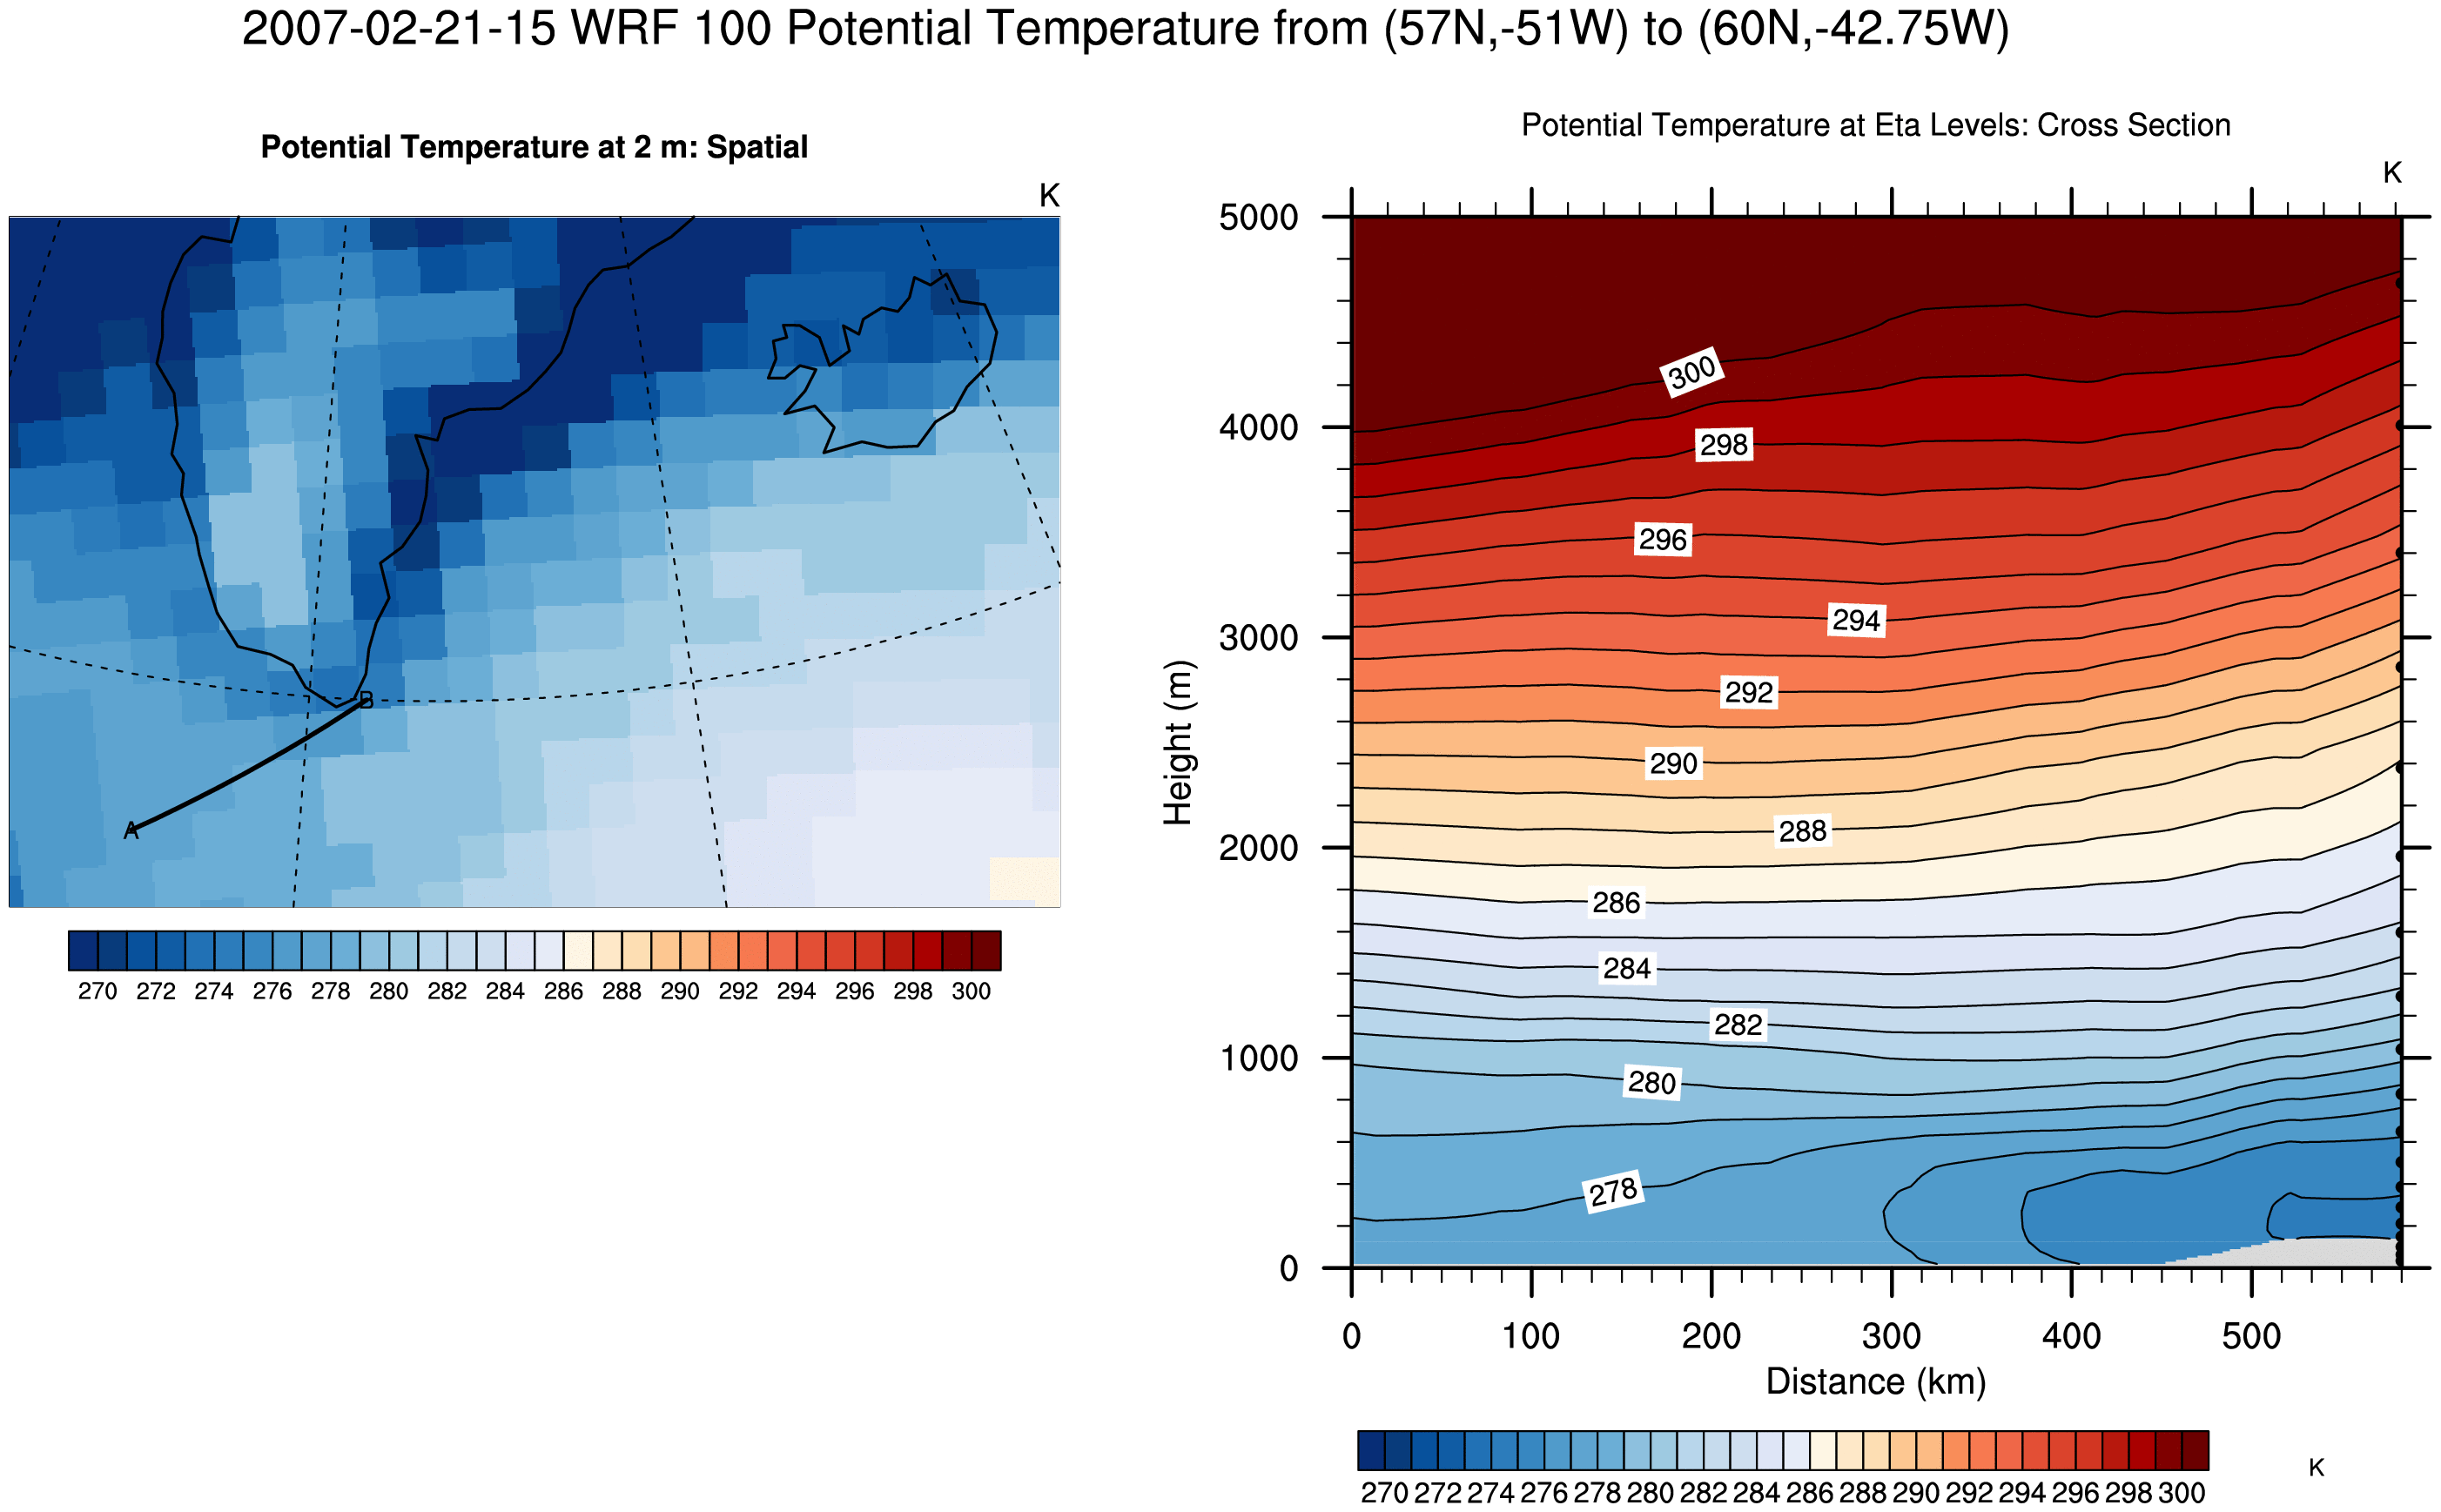 2007-02-21-15 WRF 100 Potential Temperature from (57N,-51W) to (60N,-42.75W)
Potential Temperature at 2 m: Spatial
K
B
A
270 272 274 276 278 280 282 284 286 288 290 292 294 296 298 300
Potential Temperature at Eta Levels: Cross Section
K
5000
4000
3000
2000
1000
0
Height (m)
300
298
296
294
292
290
288
286
284
282
280
278
0 100 200 300 400 500
Distance (km)
270 272 274 276 278 280 282 284 286 288 290 292 294 296 298 300
K